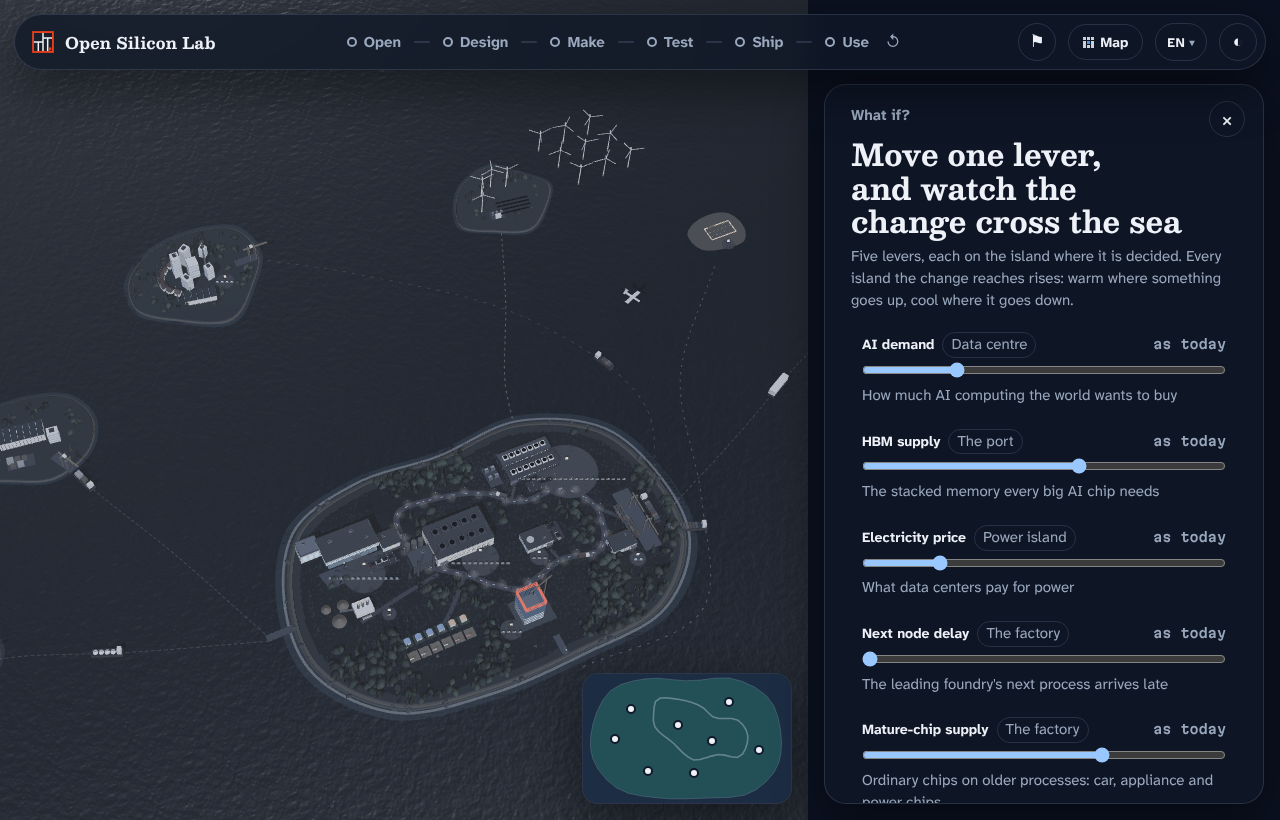 Open Silicon Lab
Open
Design
Make
Test
Ship
Use
Map
EN
What if?
Move one lever,
and watch the
change cross the sea
Five levers, each on the island where it is decided. Every
island the change reaches rises: warm where something
goes up, cool where it goes down.
AI demand Data centre as today
How much AI computing the world wants to buy
HBM supply The port as today
The stacked memory every big AI chip needs
Electricity price Power island as today
What data centers pay for power
Next node delay The factory as today
The leading foundry's next process arrives late
Mature-chip supply The factory as today
Ordinary chips on older processes: car, appliance and
power chips